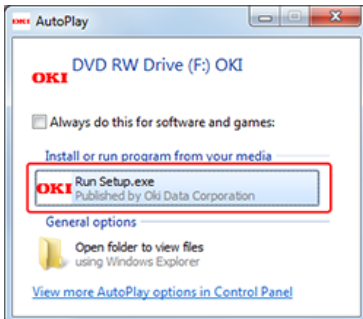 OKI AutoPlay
DVD RW Drive (F:) OKI
OKI
Always do this for software and games:
Install or run program from your media
OKI Run Setup.exe
Published by Oki Data Corporation
General options
Open folder to view files
using Windows Explorer
View more AutoPlay options in Control Panel